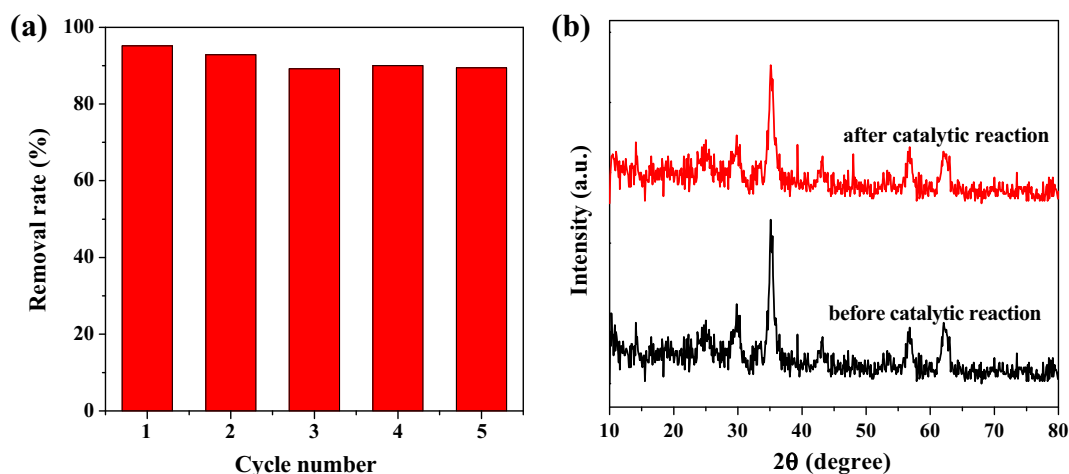 (a)
100
80
60
40
20
0
Removal rate (%)
1 2 3 4 5
Cycle number
(b)
after catalytic reaction
before catalytic reaction
Intensity (a.u.)
10 20 30 40 50 60 70 80
2θ (degree)